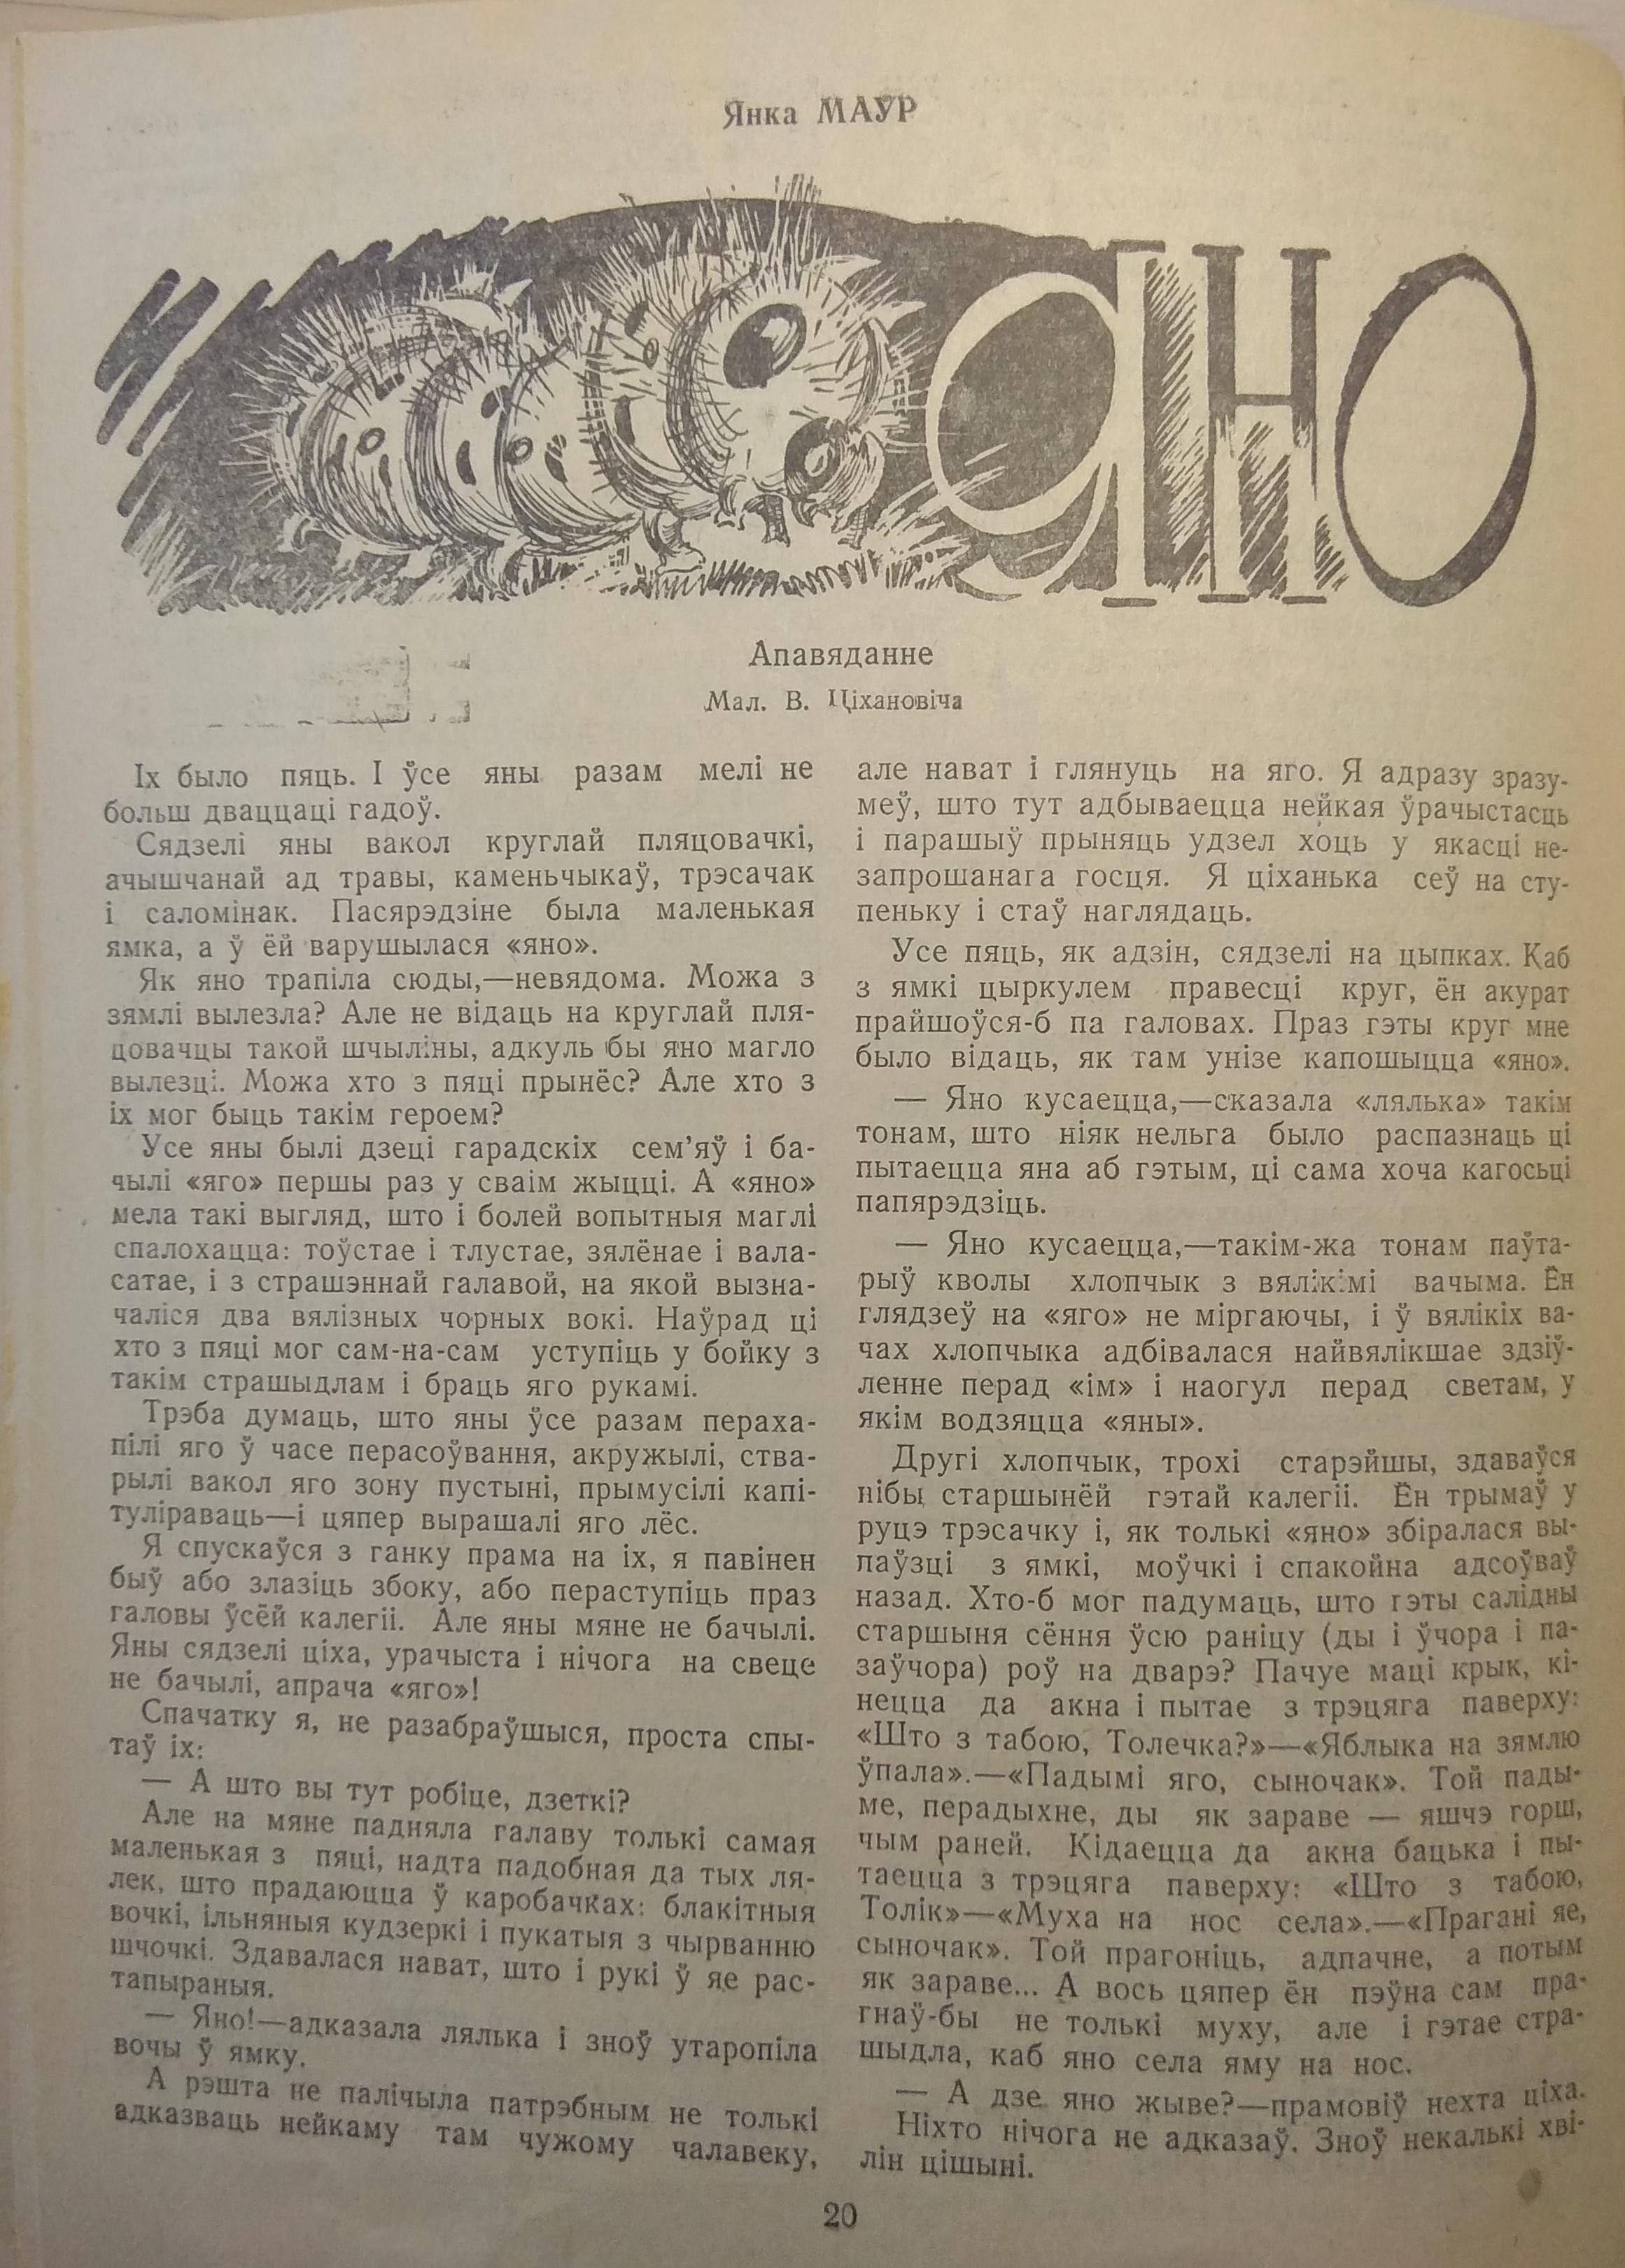 Янка МАЎР
ЯНО
Апавяданне
Мал. В. Ціхановіча
Іх было пяць. І ўсе яны разам мелі не
больш дваццаці гадоў.
Сядзелі яны вакол круглай пляцовачкі,
ачышчанай ад травы, каменьчыкаў, трэсачак
і саломінак. Пасярэдзіне была маленькая
ямка, а ў ёй варушылася «яно».
Як яно трапіла сюды,—невядома. Можа з
зямлі вылезла? Але не відаць на круглай пля-
цовачцы такой шчыліны, адкуль бы яно магло
вылезці. Можа хто з пяці прынёс? Але хто з
іх мог быць такім героем?
Усе яны былі дзеці гарадскіх сем'яў і ба-
чылі «яго» першы раз у сваім жыцці. А «яно»
мела такі выгляд, што і болей вопытныя маглі
спалохацца: тоўстае і тлустае, зялёнае і вала-
сатае, і з страшэннай галавой, на якой вызна-
чаліся два вялізных чорных вокі. Наўрад ці
хто з пяці мог сам-на-сам уступіць у бойку з
такім страшыдлам і браць яго рукамі.
Трэба думаць, што яны ўсе разам пераха-
пілі яго ў часе перасоўвання, акружылі, ства-
рылі вакол яго зону пустыні, прымусілі капі-
туліраваць—і цяпер вырашалі яго лёс.
Я спускаўся з ганку прама на іх, я павінен
быў або злазіць збоку, або пераступіць праз
галовы ўсёй калегіі. Але яны мяне не бачылі.
Яны сядзелі ціха, урачыста і нічога на свеце
не бачылі, апрача «яго»!
Спачатку я, не разабраўшыся, проста спы-
таў іх:
— А што вы тут робіце, дзеткі?
Але на мяне падняла галаву толькі самая
маленькая з пяці, надта падобная да тых ля-
лек, што прадаюцца ў каробачках: блакітныя
вочкі, ільняныя кудзеркі і пукатыя з чырванню
шчочкі. Здавалася нават, што і рукі ў яе рас-
тапыраныя.
— Яно!—адказала лялька і зноў утаропіла
вочы ў ямку.
А рэшта не палічыла патрэбным не толькі
адказваць нейкаму там чужому чалавеку,
але нават і глянуць на яго. Я адразу зразу-
меў, што тут адбываецца нейкая ўрачыстасць
і парашыў прыняць удзел хоць у якасці не-
запрошанага госця. Я ціханька сеў на сту-
пеньку і стаў наглядаць.
Усе пяць, як адзін, сядзелі на цыпках. Каб
з ямкі цыркулем правесці круг, ён акурат
прайшоўся-б па галовах. Праз гэты круг мне
было відаць, як там унізе капошыцца «яно».
— Яно кусаецца,—сказала «лялька» такім
тонам, што ніяк нельга было распазнаць ці
пытаецца яна аб гэтым, ці сама хоча кагосьці
папярэдзіць.
— Яно кусаецца,—такім-жа тонам паўта-
рыў кволы хлопчык з вялікімі вачыма. Ён
глядзеў на «яго» не міргаючы, і ў вялікіх ва-
чах хлопчыка адбівалася найвялікшае здзіў-
ленне перад «ім» і наогул перад светам, у
якім водзяцца «яны».
Другі хлопчык, трохі старэйшы, здаваўся
нібы старшынёй гэтай калегіі. Ён трымаў у
руцэ трэсачку і, як толькі «яно» збіралася вы-
паўзці з ямкі, моўчкі і спакойна адсоўваў
назад. Хто-б мог падумаць, што гэты салідны
старшыня сёння ўсю раніцу (ды і ўчора і па-
заўчора) роў на дварэ? Пачуе маці крык, кі-
нецца да акна і пытае з трэцяга паверху:
«Што з табою, Толечка?»—«Яблыка на зямлю
ўпала».—«Падымі яго, сыночак». Той пады-
ме, перадыхне, ды як зараве — яшчэ горш,
чым раней. Кідаецца да акна бацька і пы-
таецца з трэцяга паверху: «Што з табою,
Толік»—«Муха на нос села».—«Прагані яе,
сыночак». Той прагоніць, адпачне, а потым
як зараве... А вось цяпер ён пэўна сам пра-
гнаў-бы не толькі муху, але і гэтае стра-
шыдла, каб яно села яму на нос.
— А дзе яно жыве?—прамовіў нехта ціха.
Ніхто нічога не адказаў. Зноў некалькі хві-
лін цішыні.
20